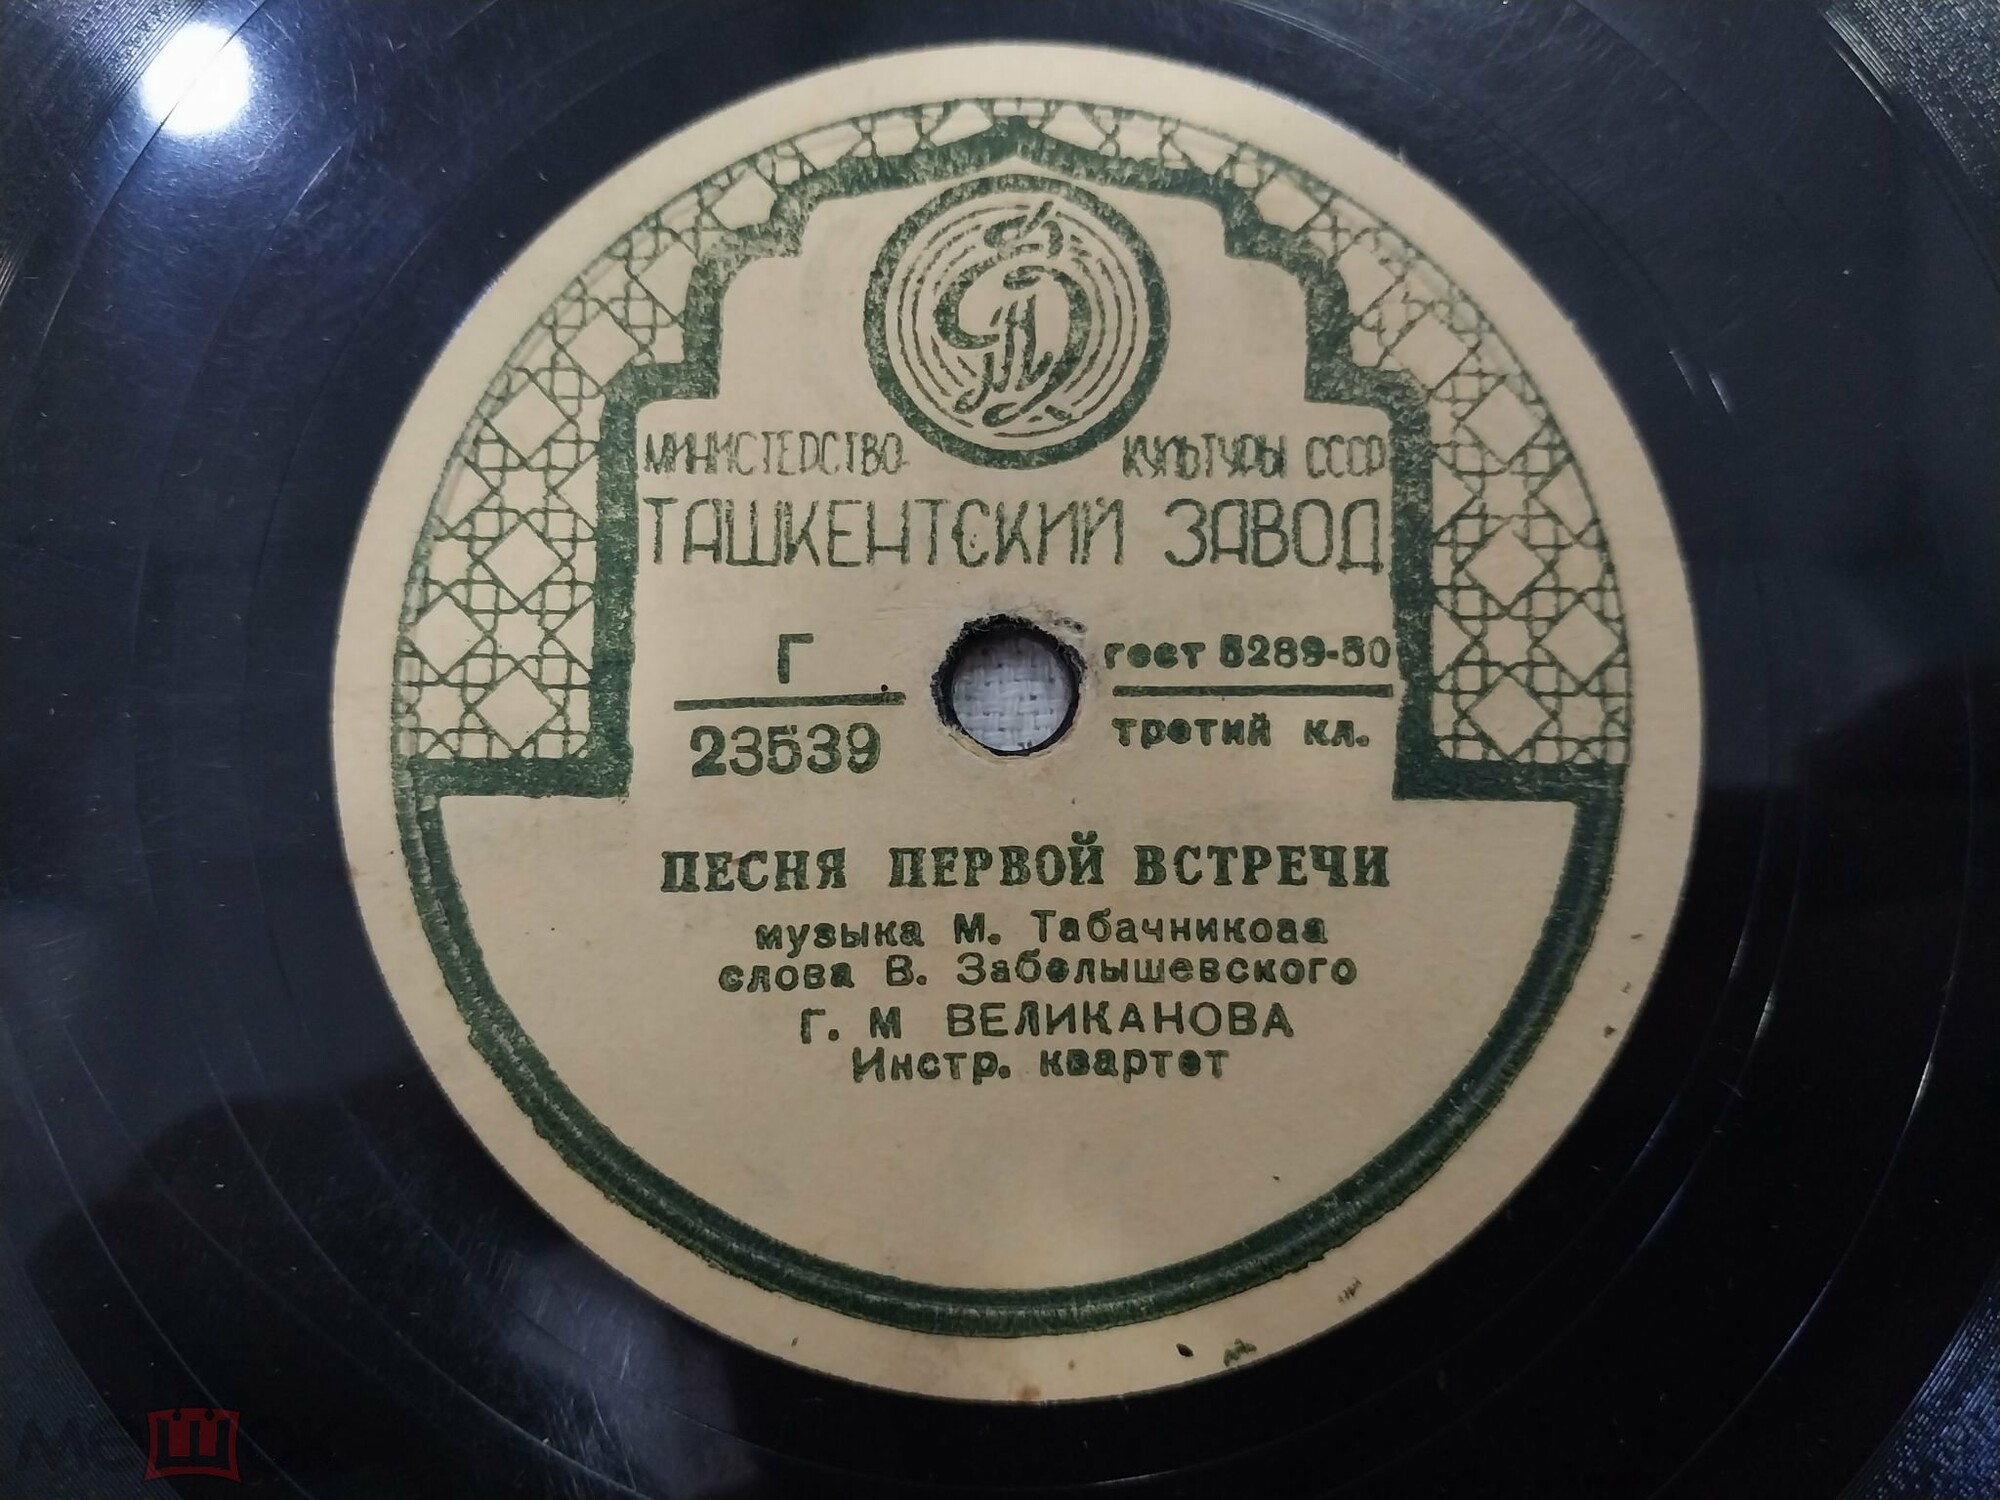 МИНИСТЕРСТВО КУЛЬТУРЫ СССР
ТАШКЕНТСКИЙ ЗАВОД
Г
23539
гост 5289-50
третий кл.
ПЕСНЯ ПЕРВОЙ ВСТРЕЧИ
музыка М. Табачникова
слова В. Забелышевского
Г. М ВЕЛИКАНОВА
Инстр. квартет